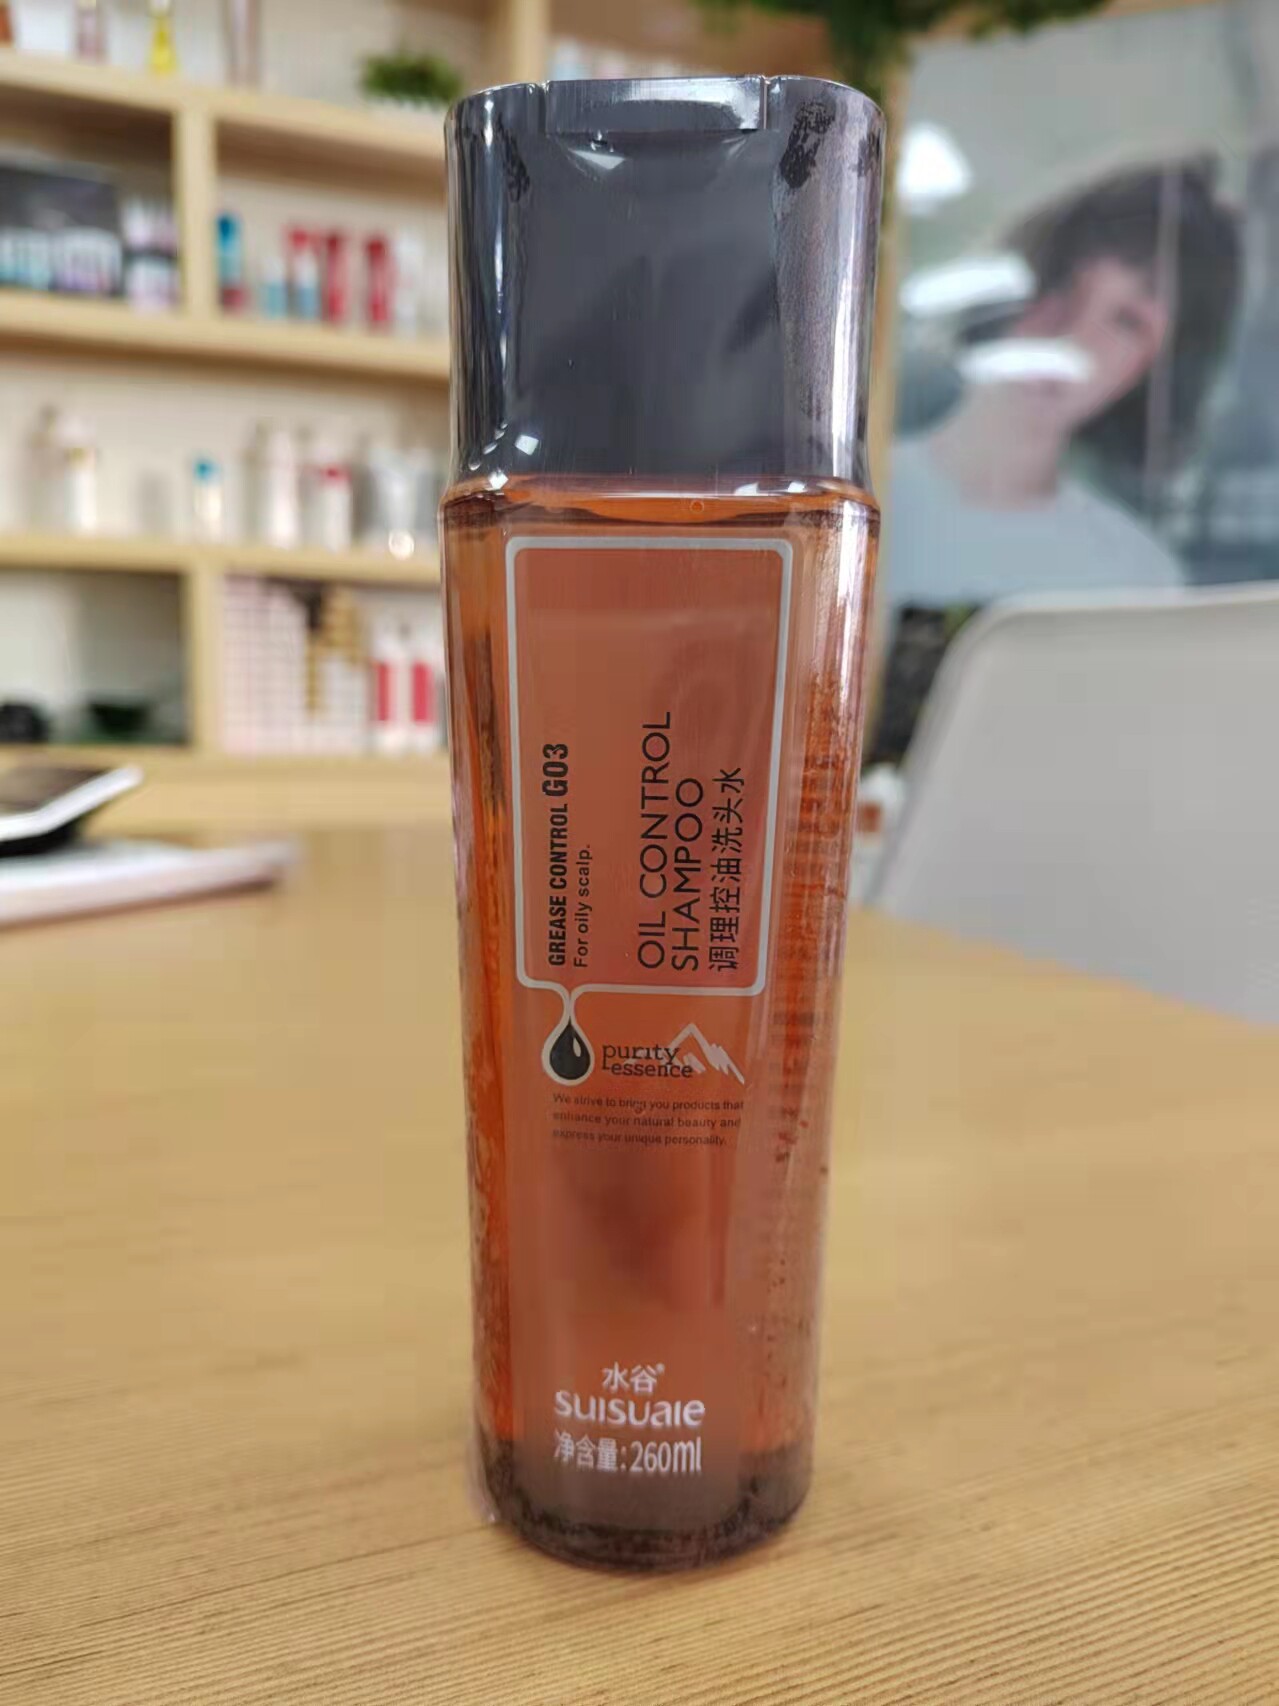 GREASE CONTROL G03
For oily scalp.
OIL CONTROL
SHAMPOO
调理控油洗头水
purity
essence
We strive to bring you products that
enhance your natural beauty and
express your unique personality.
水谷®
suisuaie
净含量:260ml